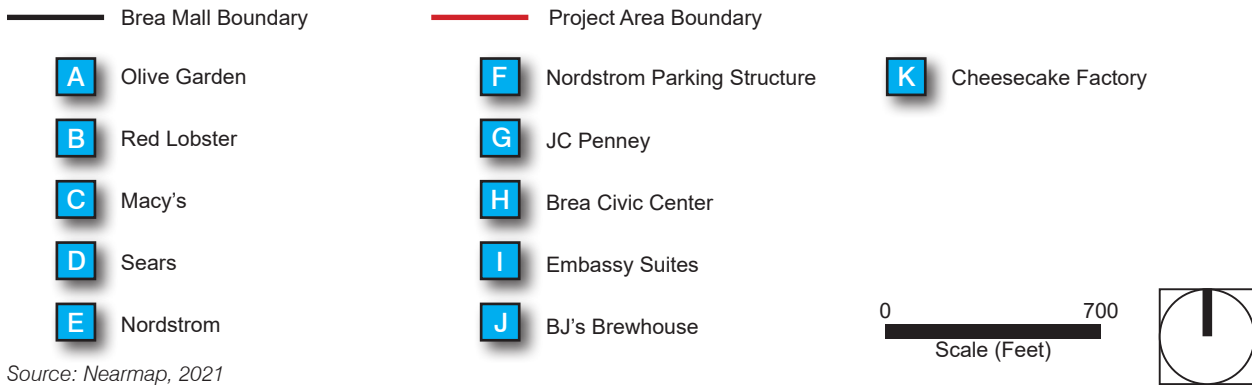 Brea Mall Boundary
Project Area Boundary
A Olive Garden
B Red Lobster
C Macy’s
D Sears
E Nordstrom
F Nordstrom Parking Structure
G JC Penney
H Brea Civic Center
I Embassy Suites
J BJ’s Brewhouse
K Cheesecake Factory
0 700
Scale (Feet)
Source: Nearmap, 2021